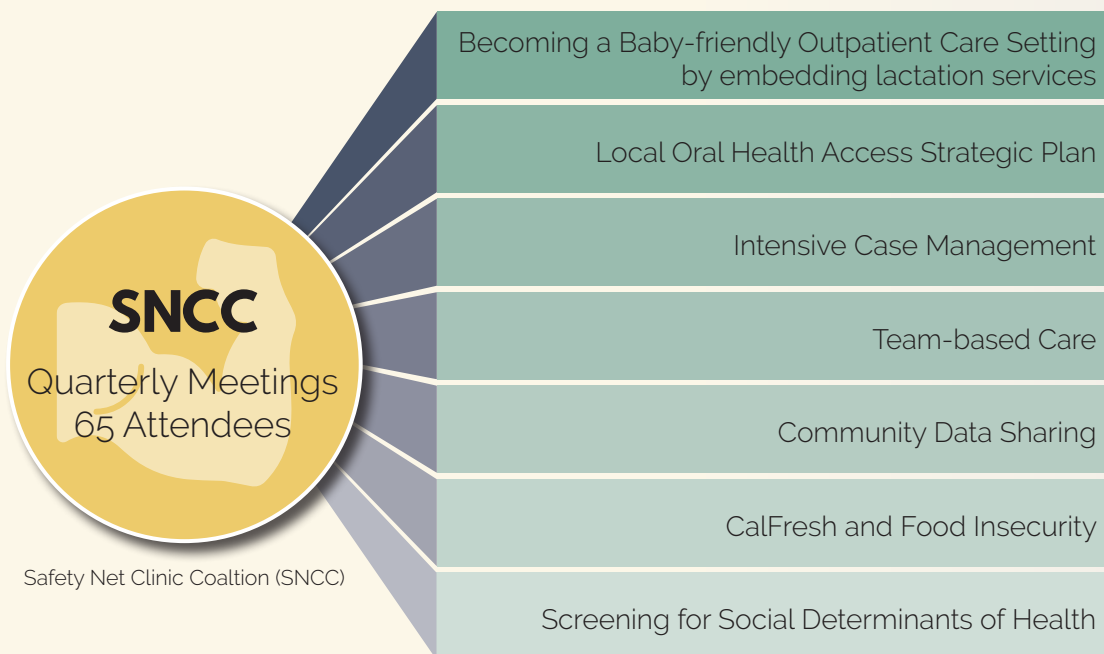 SNCC
Quarterly Meetings
65 Attendees
Safety Net Clinic Coaltion (SNCC)
Becoming a Baby-friendly Outpatient Care Setting
by embedding lactation services
Local Oral Health Access Strategic Plan
Intensive Case Management
Team-based Care
Community Data Sharing
CalFresh and Food Insecurity
Screening for Social Determinants of Health